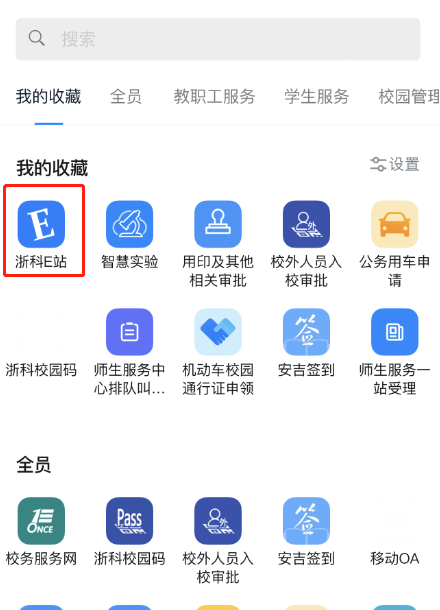 搜索
我的收藏 全员 教职工服务 学生服务 校园管理
我的收藏 设置
E
浙科E站 智慧实验 用印及其他 校外人员入 公务用车申
相关审批 校审批 请
签
浙科校园码 师生服务中 机动车校园 安吉签到 师生服务一
心排队叫... 通行证申领 站受理
全员
ONCE Pass 外 签
校务服务网 浙科校园码 校外人员入 安吉签到 移动OA
校审批